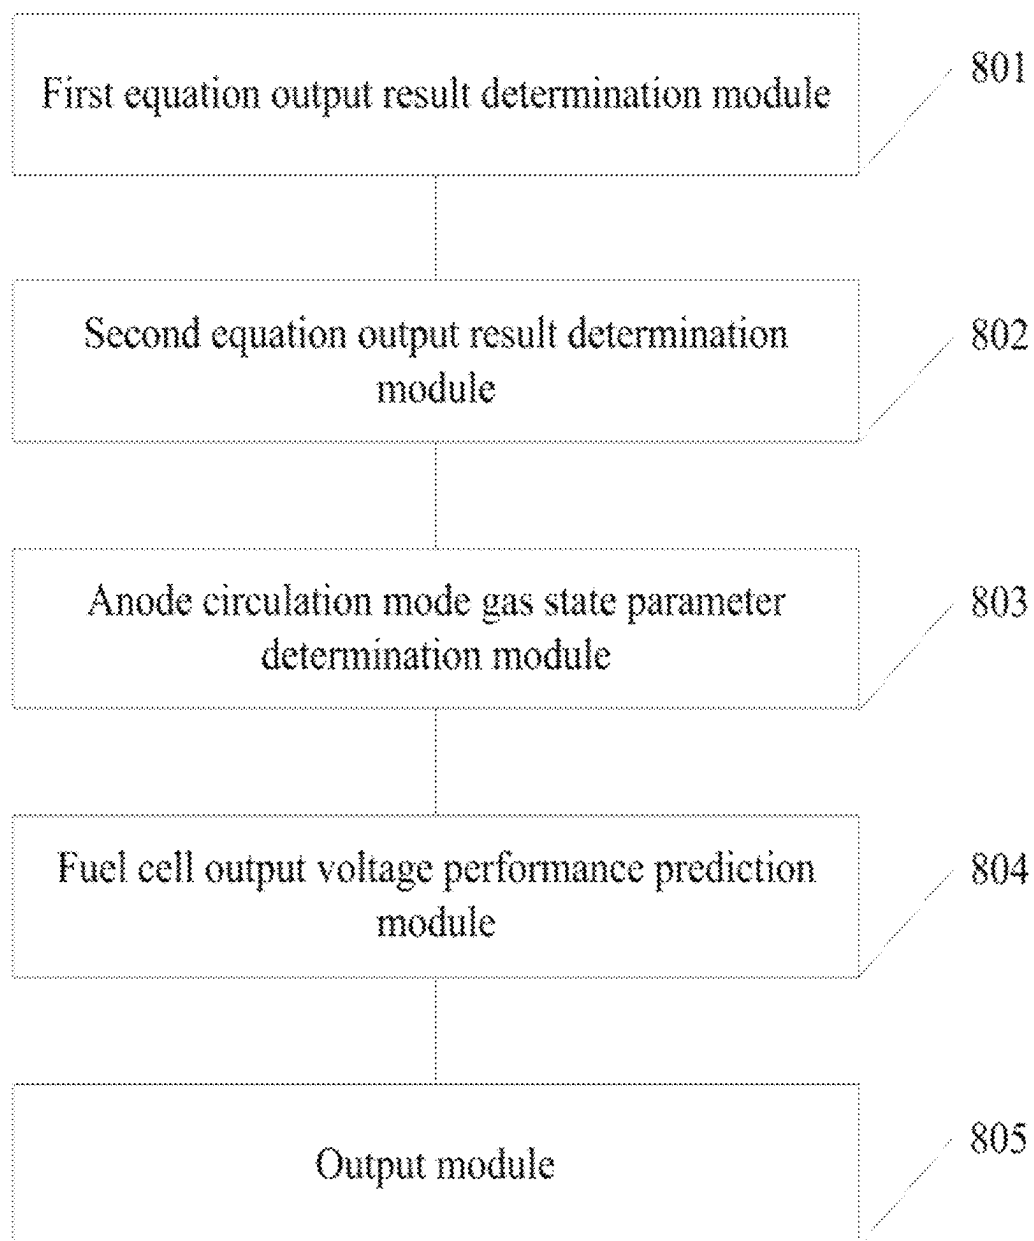 First equation output result determination module
801
Second equation output result determination
module
802
Anode circulation mode gas state parameter
determination module
803
Fuel cell output voltage performance prediction
module
804
Output module
805